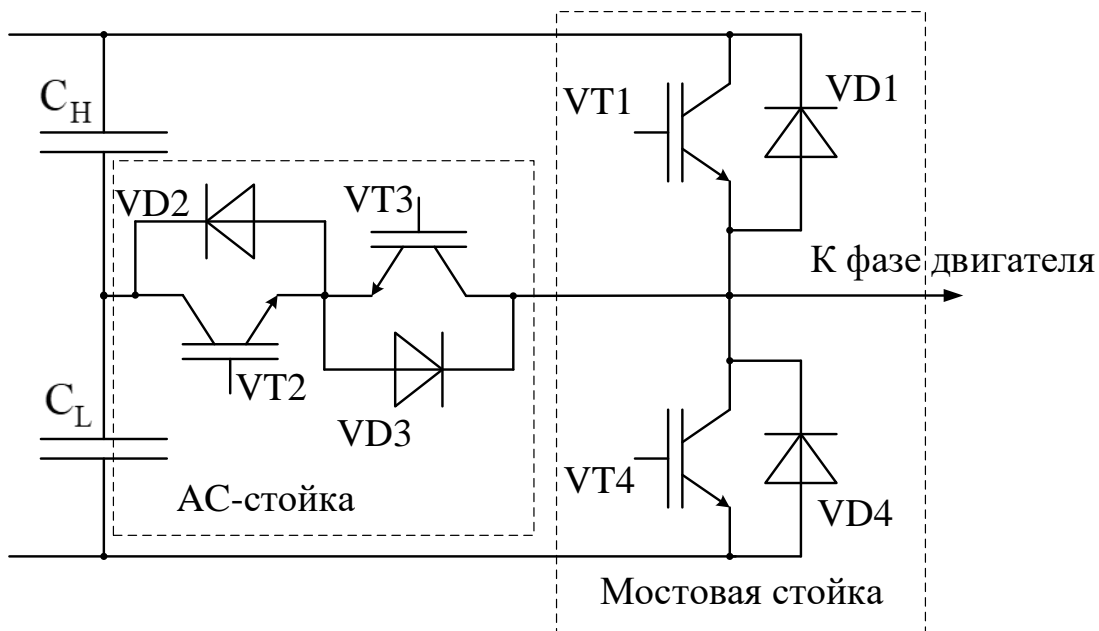 C_H
VT1
VD1
VD2
VT3
К фазе двигателя
VT2
C_L
VD3
VT4
VD4
АС-стойка
Мостовая стойка